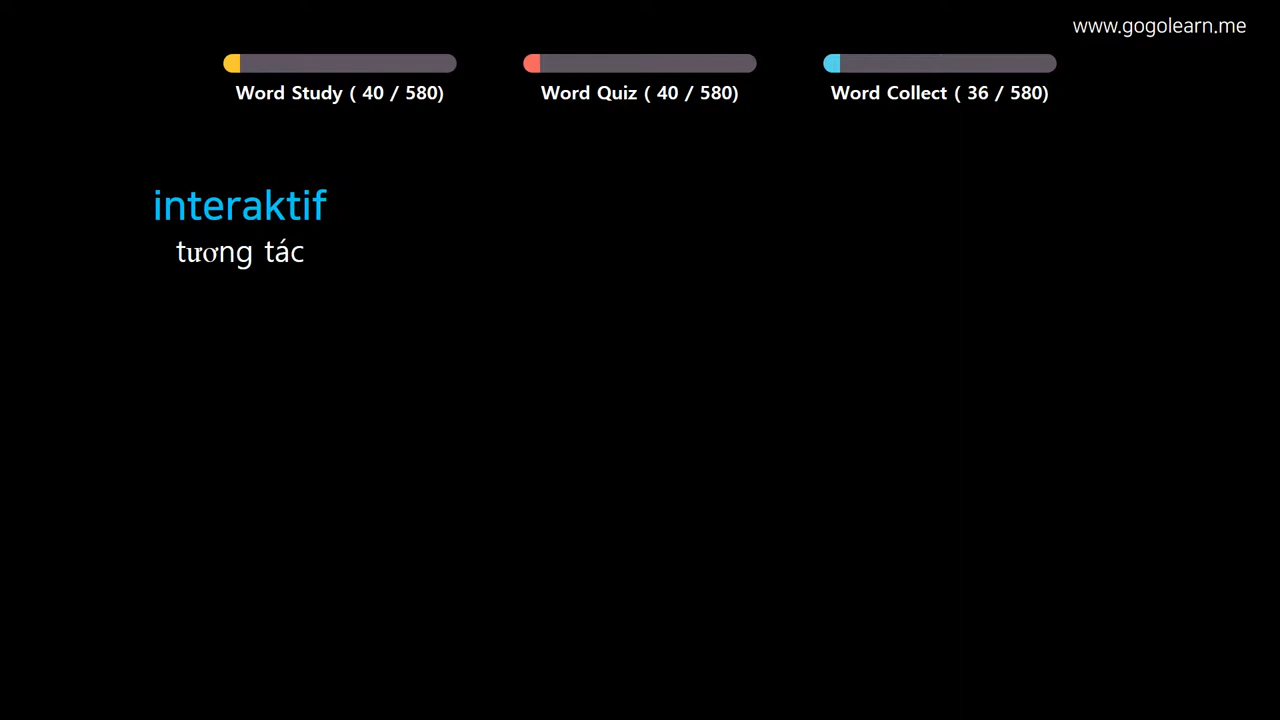 www.gogolearn.me
Word Study ( 40 / 580)
Word Quiz ( 40 / 580)
Word Collect ( 36 / 580)
interaktif
tương tác